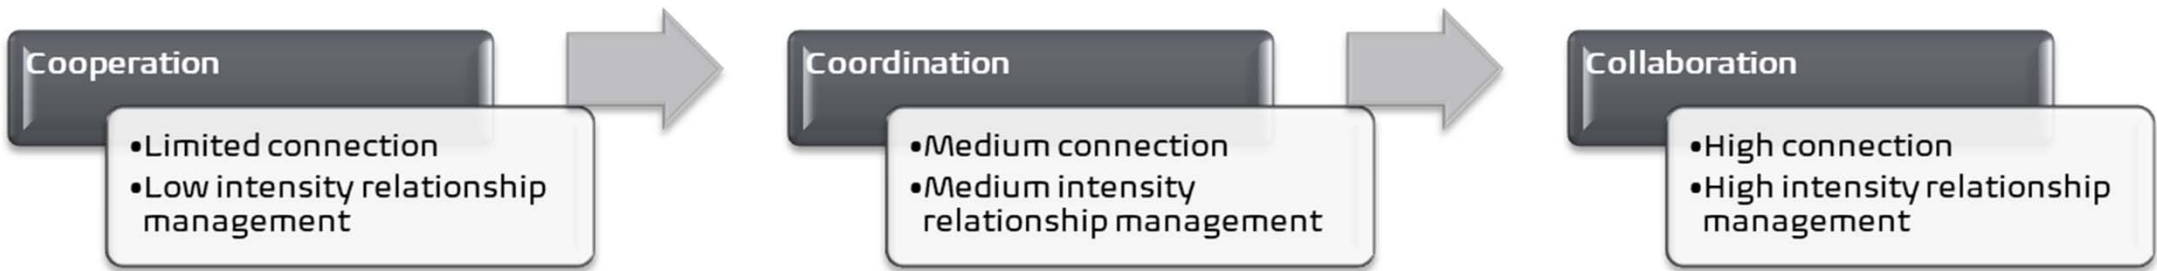 Cooperation
•Limited connection
•Low intensity relationship
management
Coordination
•Medium connection
•Medium intensity
relationship management
Collaboration
•High connection
•High intensity relationship
management